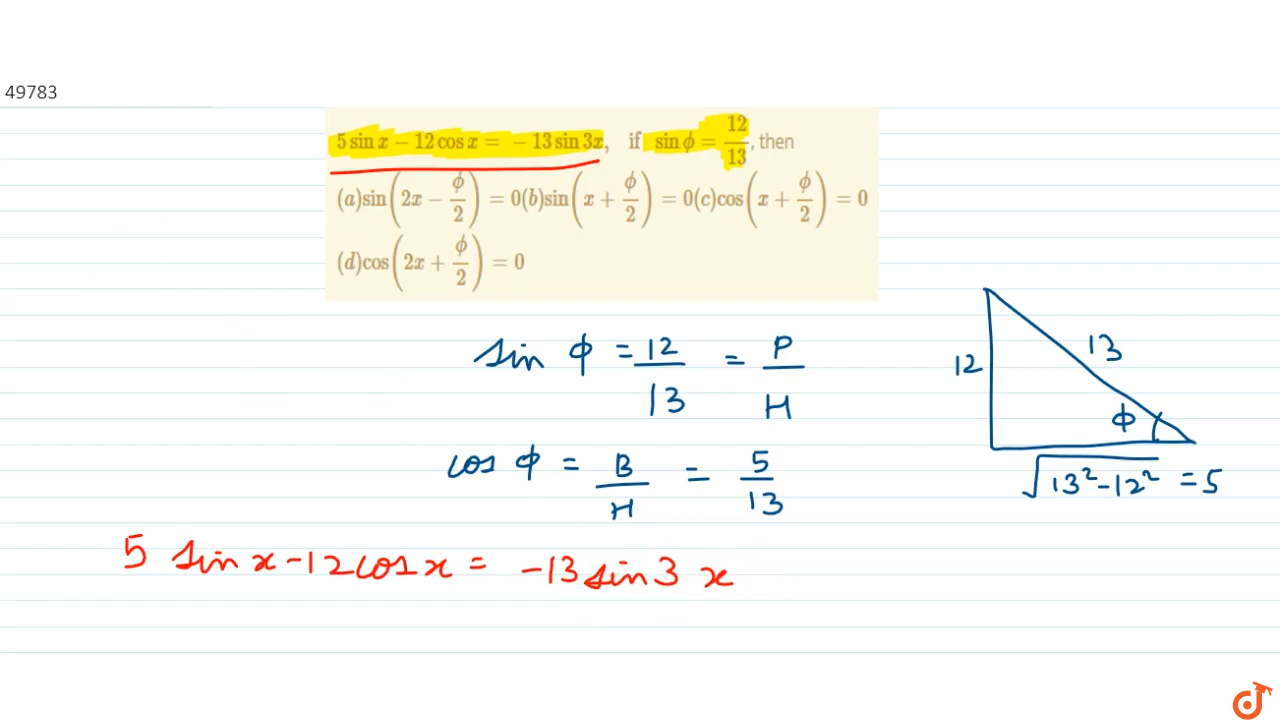 49783
5 sin x − 12 cos x = − 13 sin 3x, if sin ϕ = 12/13, then
(a)sin(2x − ϕ/2) = 0(b)sin(x + ϕ/2) = 0(c)cos(x + ϕ/2) = 0
(d)cos(2x + ϕ/2) = 0
sin ϕ = 12/13 = P/H
12
13
ϕ
cos ϕ = B/H = 5/13
√13²-12² = 5
5 sin x - 12 cos x = -13 sin 3 x